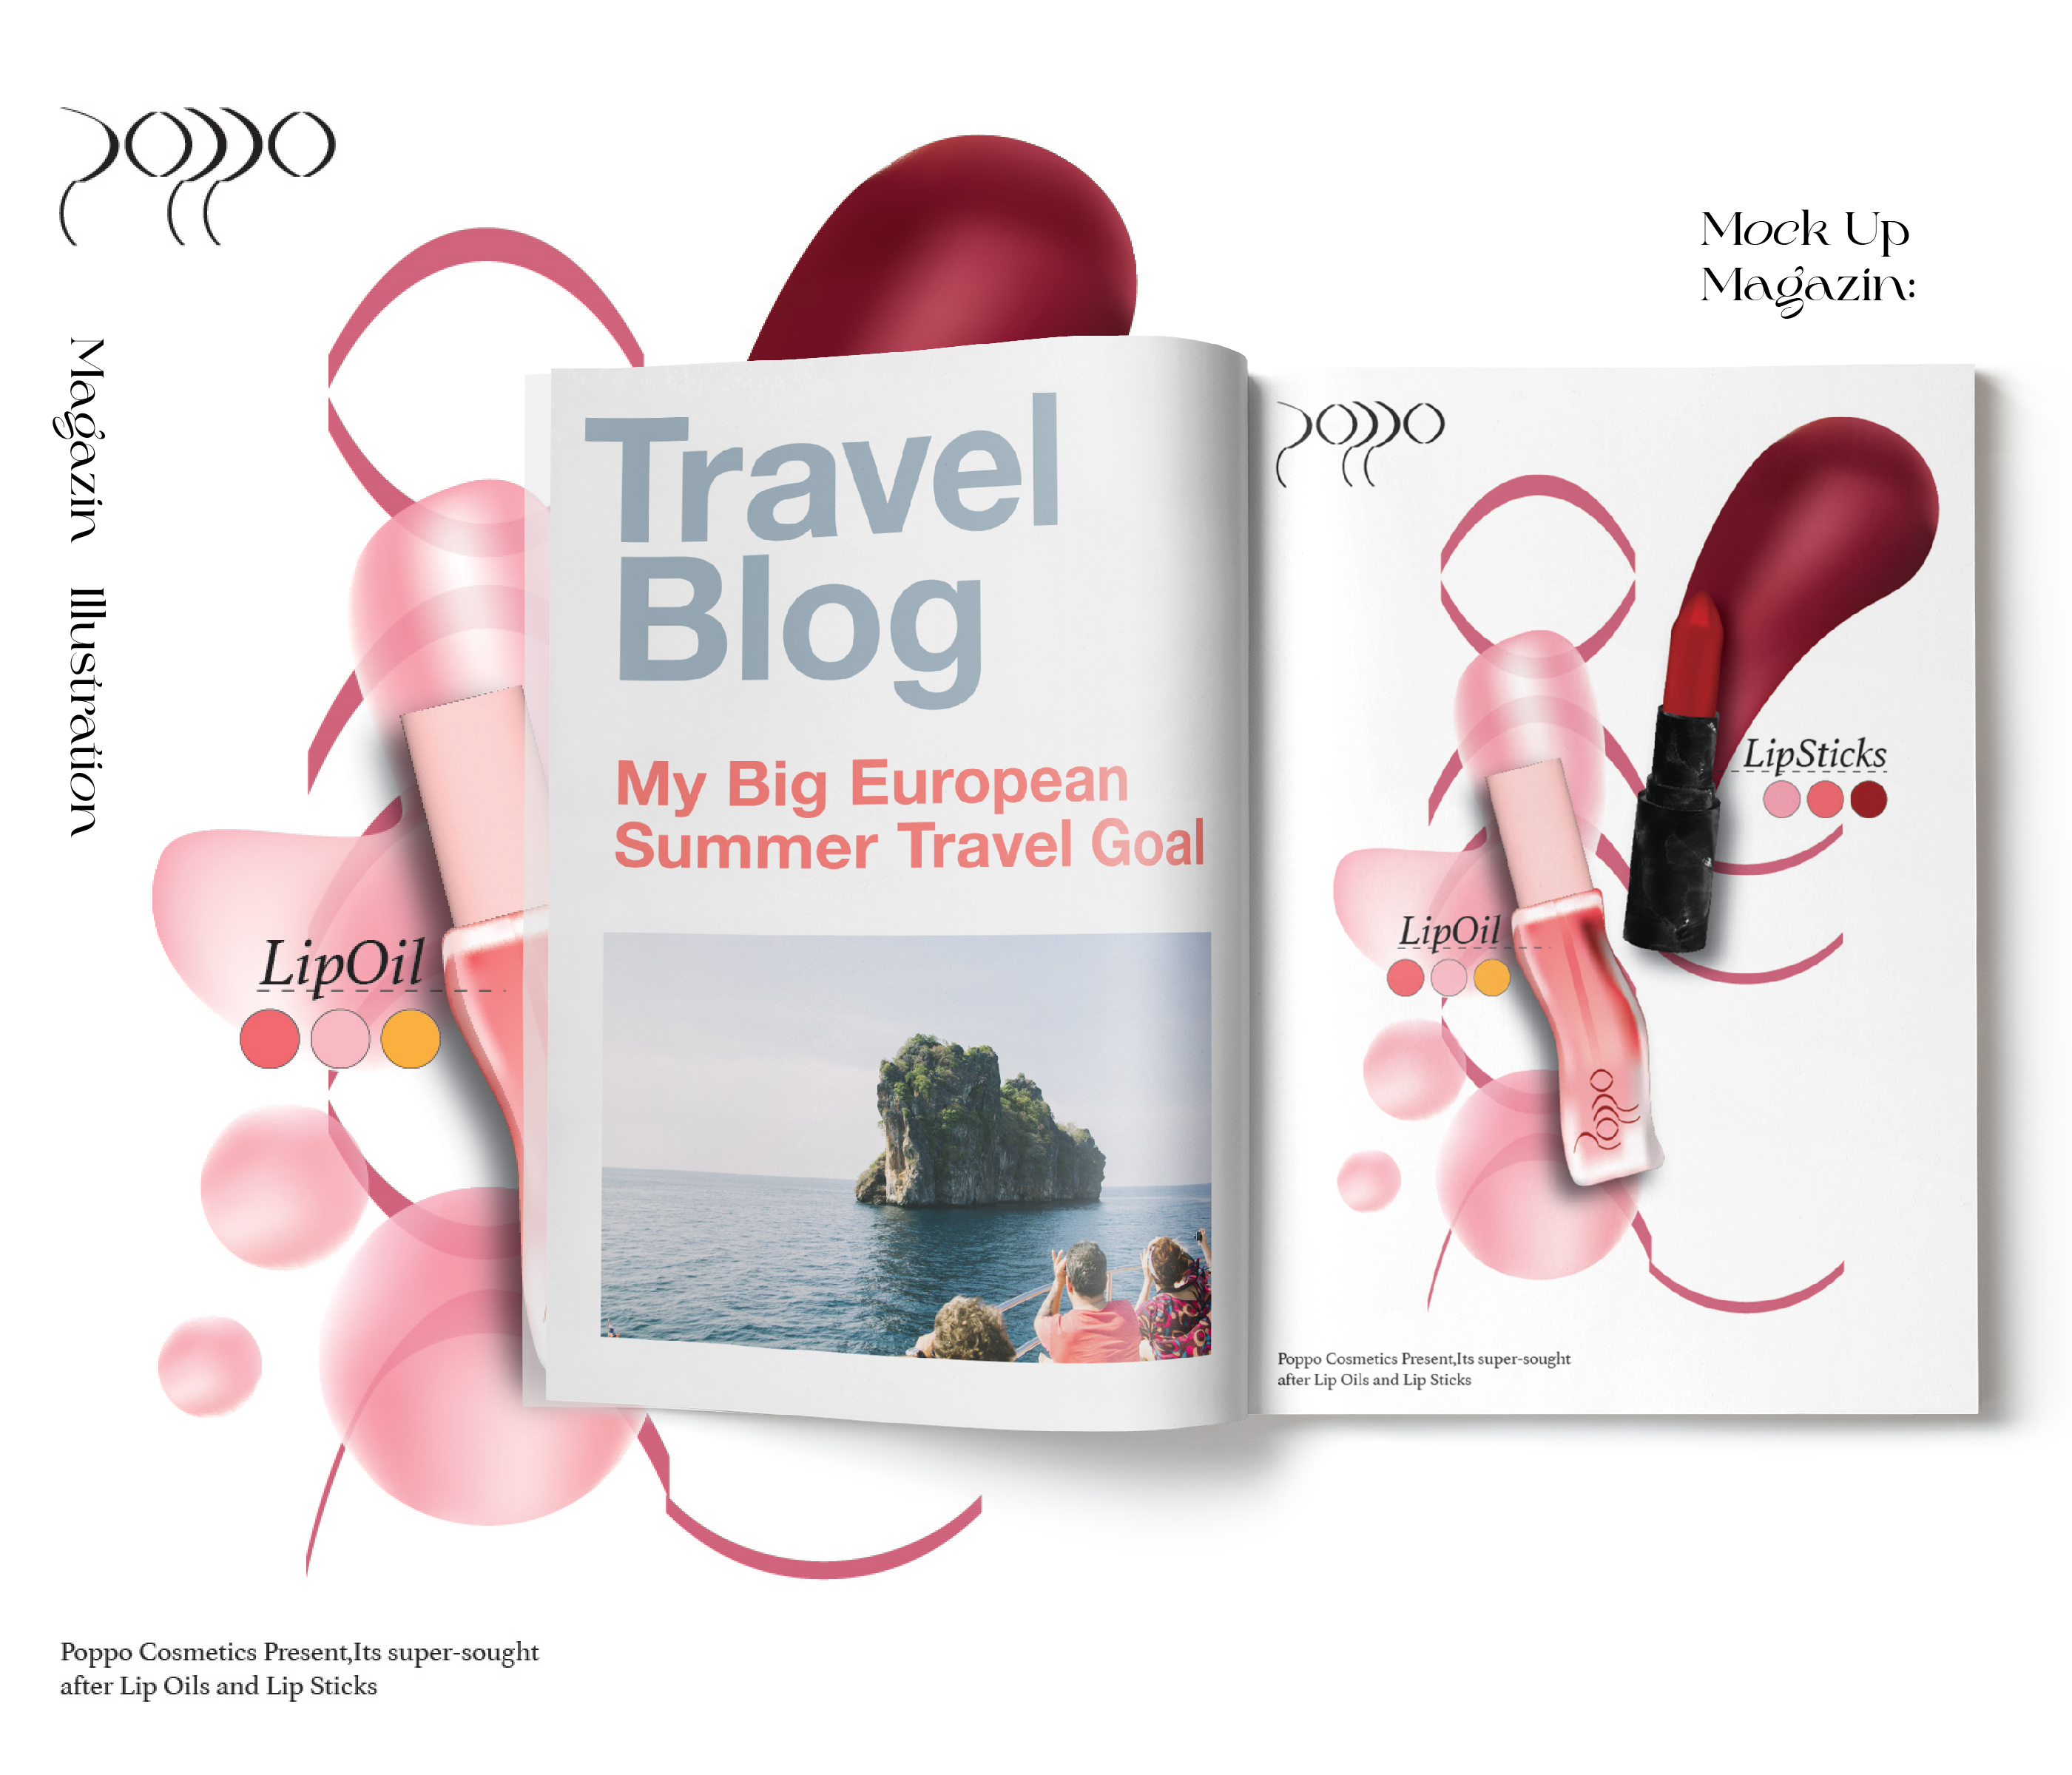 poppo
Magazin Illustration
Mock Up
Magazin:
Travel
Blog
My Big European
Summer Travel Goal
LipOil
poppo
LipSticks
LipOil
poppo
Poppo Cosmetics Present,Its super-sought
after Lip Oils and Lip Sticks
Poppo Cosmetics Present,Its super-sought
after Lip Oils and Lip Sticks